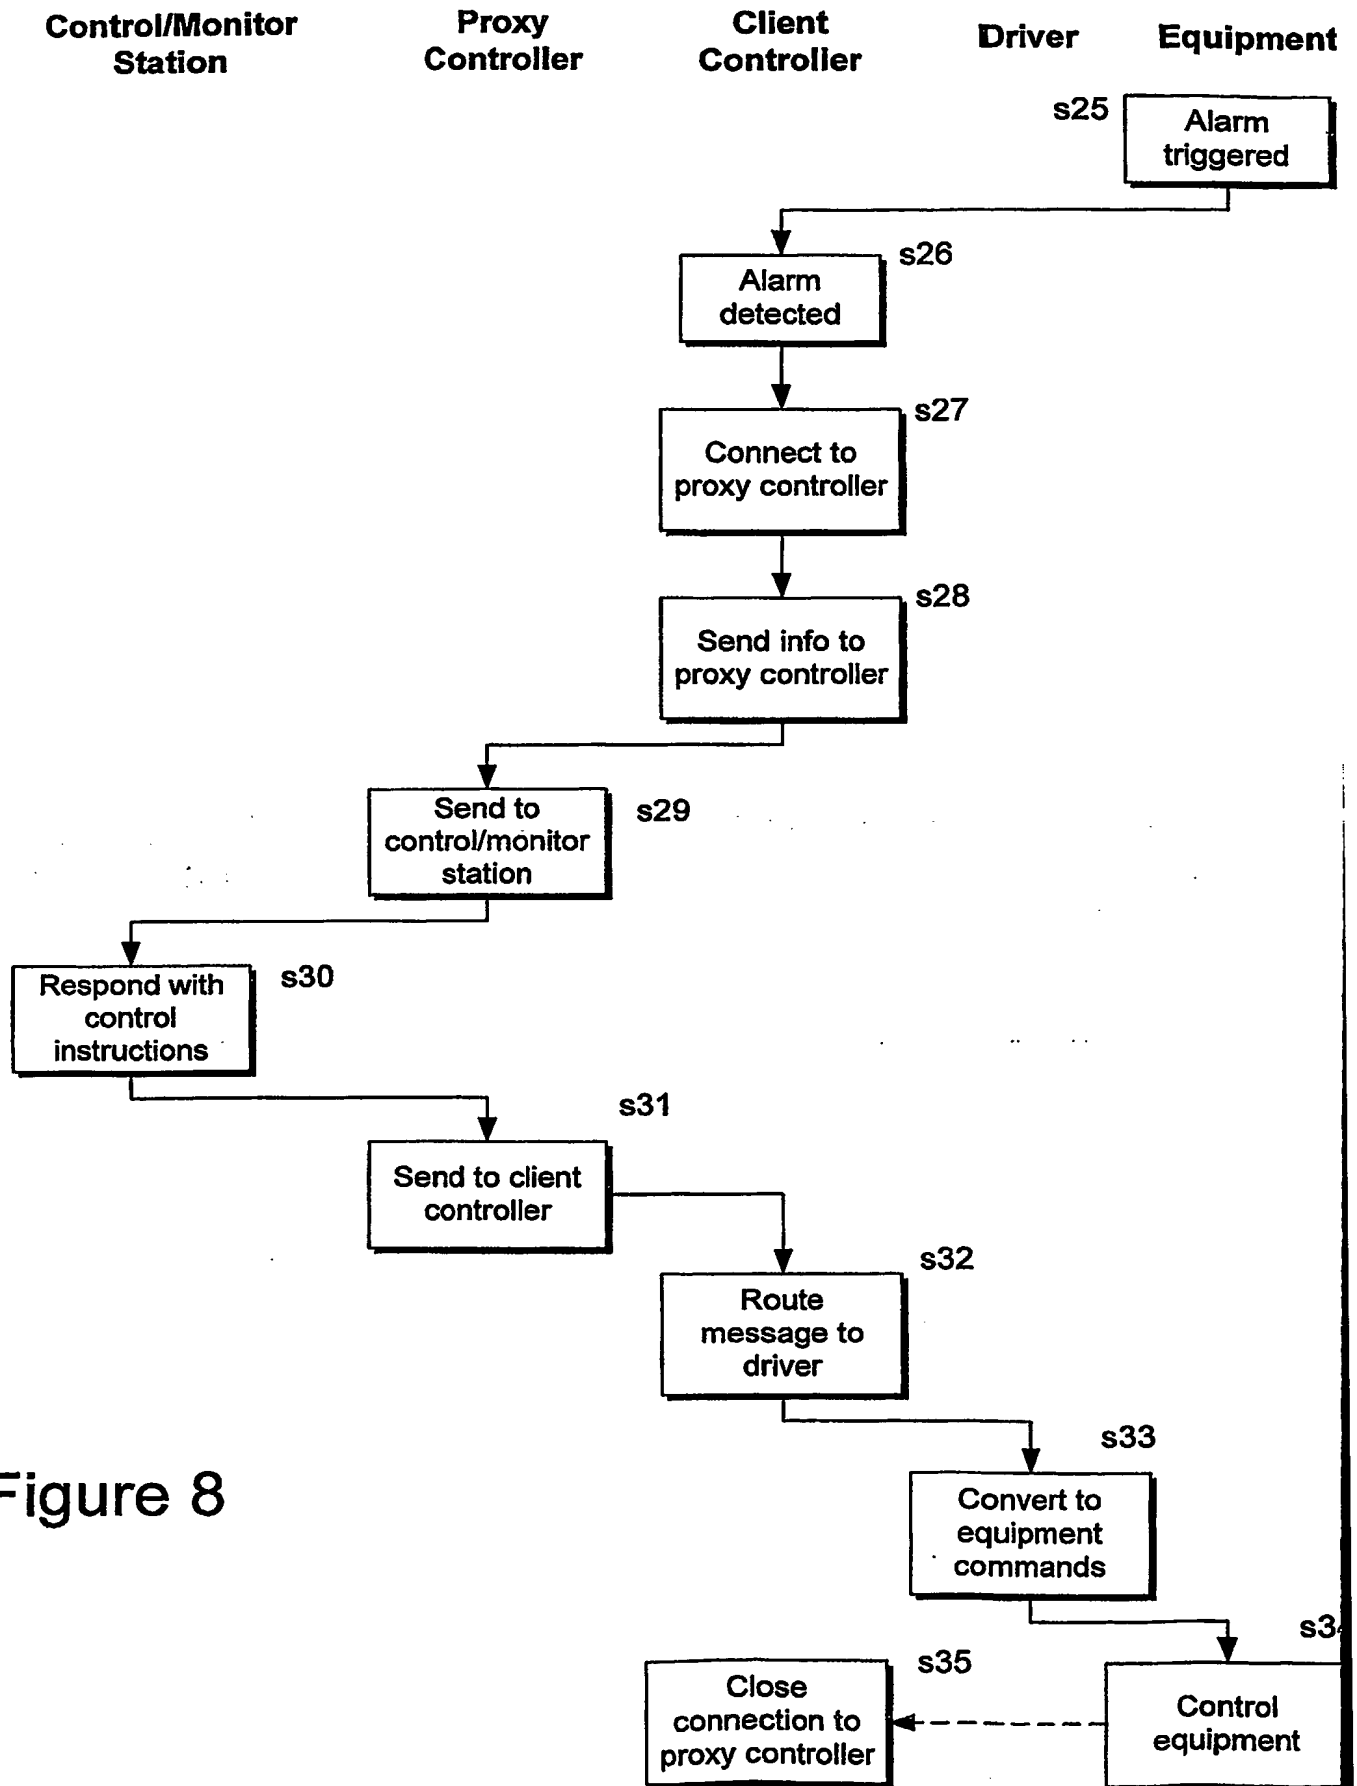 Control/Monitor
Station
Proxy
Controller
Client
Controller
Driver
Equipment
s25
Alarm
triggered
s26
Alarm
detected
s27
Connect to
proxy controller
s28
Send info to
proxy controller
s29
Send to
control/monitor
station
s30
Respond with
control
instructions
s31
Send to client
controller
s32
Route
message to
driver
s33
Convert to
equipment
commands
s34
Control
equipment
s35
Close
connection to
proxy controller
Figure 8